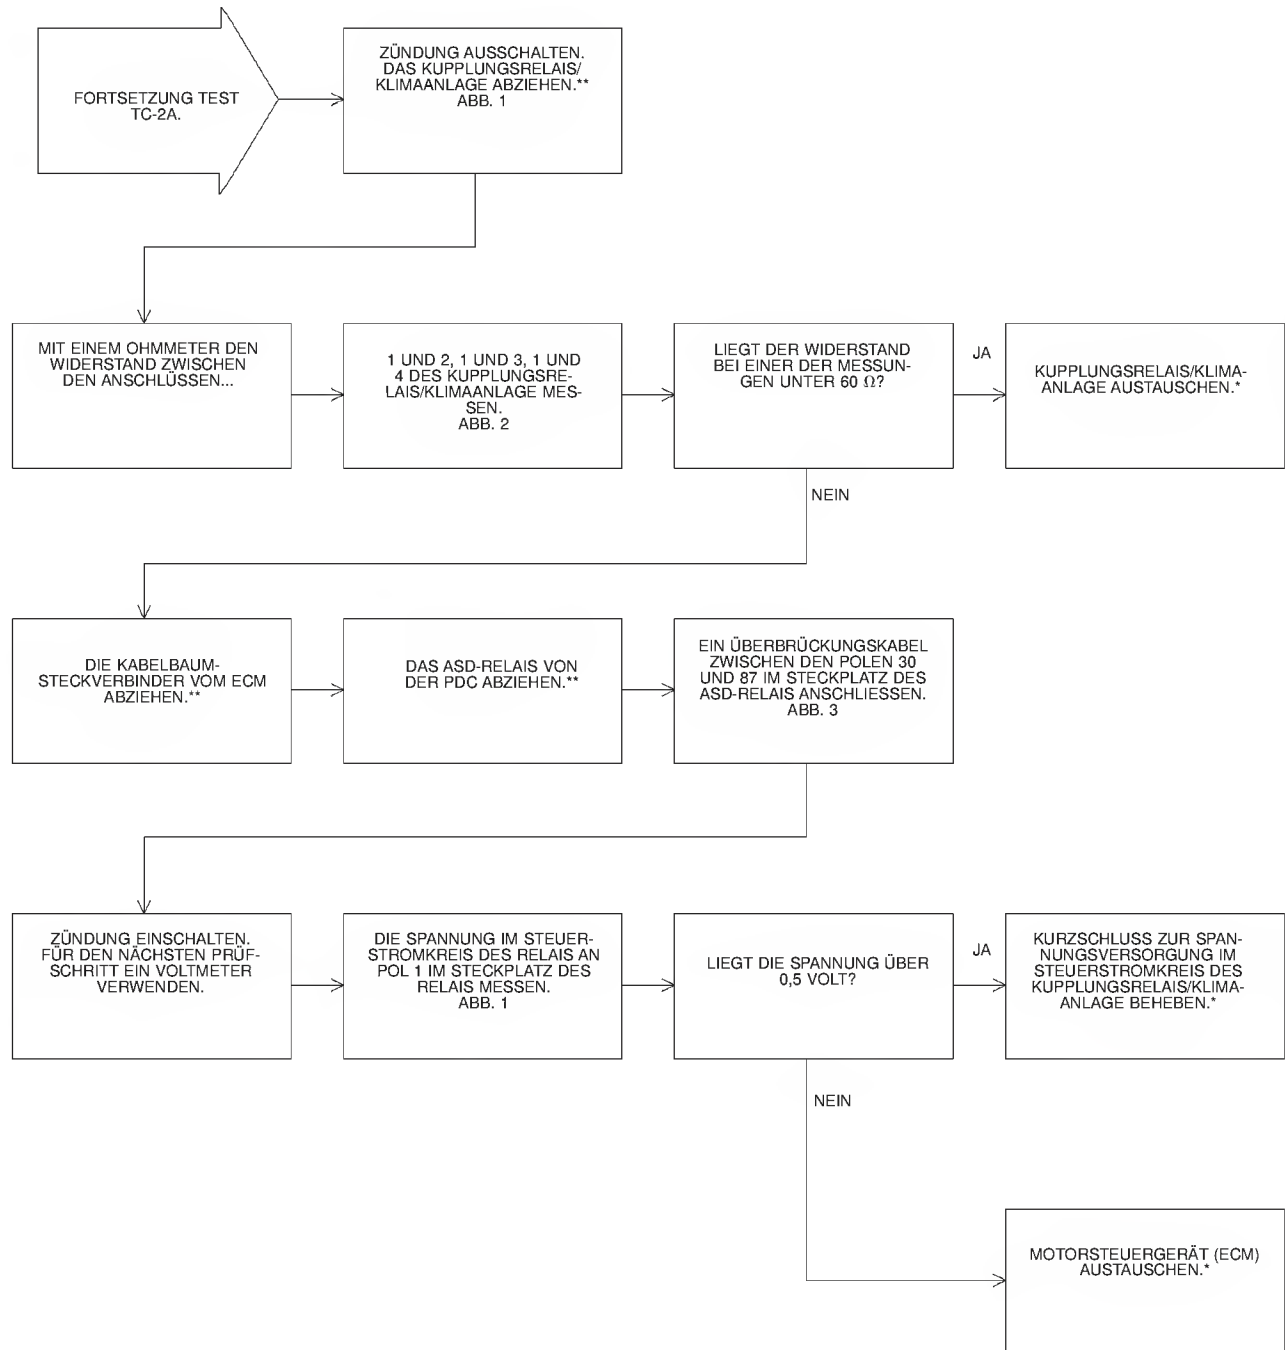 FORTSETZUNG TEST
TC-2A.
ZÜNDUNG AUSSCHALTEN.
DAS KUPPLUNGSRELAIS/
KLIMAANLAGE ABZIEHEN.**
ABB. 1
MIT EINEM OHMMETER DEN
WIDERSTAND ZWISCHEN
DEN ANSCHLÜSSEN...
1 UND 2, 1 UND 3, 1 UND
4 DES KUPPLUNGSRE-
LAIS/KLIMAANLAGE MES-
SEN.
ABB. 2
LIEGT DER WIDERSTAND
BEI EINER DER MESSUN-
GEN UNTER 60 Ω?
JA
KUPPLUNGSRELAIS/KLIMA-
ANLAGE AUSTAUSCHEN.*
NEIN
DIE KABELBAUM-
STECKVERBINDER VOM ECM
ABZIEHEN.**
DAS ASD-RELAIS VON
DER PDC ABZIEHEN.**
EIN ÜBERBRÜCKUNGSKABEL
ZWISCHEN DEN POLEN 30
UND 87 IM STECKPLATZ DES
ASD-RELAIS ANSCHLIESSEN.
ABB. 3
ZÜNDUNG EINSCHALTEN.
FÜR DEN NÄCHSTEN PRÜF-
SCHRITT EIN VOLTMETER
VERWENDEN.
DIE SPANNUNG IM STEUER-
STROMKREIS DES RELAIS AN
POL 1 IM STECKPLATZ DES
RELAIS MESSEN.
ABB. 1
LIEGT DIE SPANNUNG ÜBER
0,5 VOLT?
JA
KURZSCHLUSS ZUR SPAN-
NUNGSVERSORGUNG IM
STEUERSTROMKREIS DES
KUPPLUNGSRELAIS/KLIMA-
ANLAGE BEHEBEN.*
NEIN
MOTORSTEUERGERÄT (ECM)
AUSTAUSCHEN.*